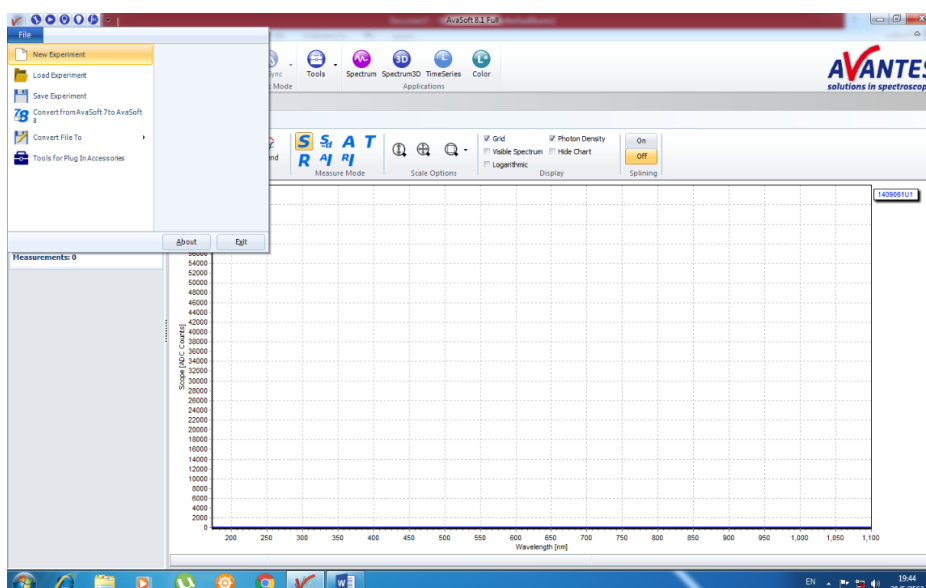 AvaSoft 8.1 Full
File
New Experiment
Load Experiment
Save Experiment
Convert from AvaSoft 7 to AvaSoft
8
Convert File To
Tools for Plug In Accessories
About
Exit
Tools
Spectrum
Spectrum3D
TimeSeries
Color
Mode
Applications
AVANTES
solutions in spectroscop
S
A
T
R
AI
RI
Measure Mode
Scale Options
Grid
Photon Density
Visible Spectrum
Hide Chart
Logarithmic
Display
On
Off
Splining
1409061U1
Measurements: 0
Scope [ADC Counts]
54000
52000
50000
48000
46000
44000
42000
40000
38000
36000
34000
32000
30000
28000
26000
24000
22000
20000
18000
16000
14000
12000
10000
8000
6000
4000
2000
0
200 250 300 350 400 450 500 550 600 650 700 750 800 850 900 950 1,000 1,050 1,100
Wavelength [nm]
EN
19:44